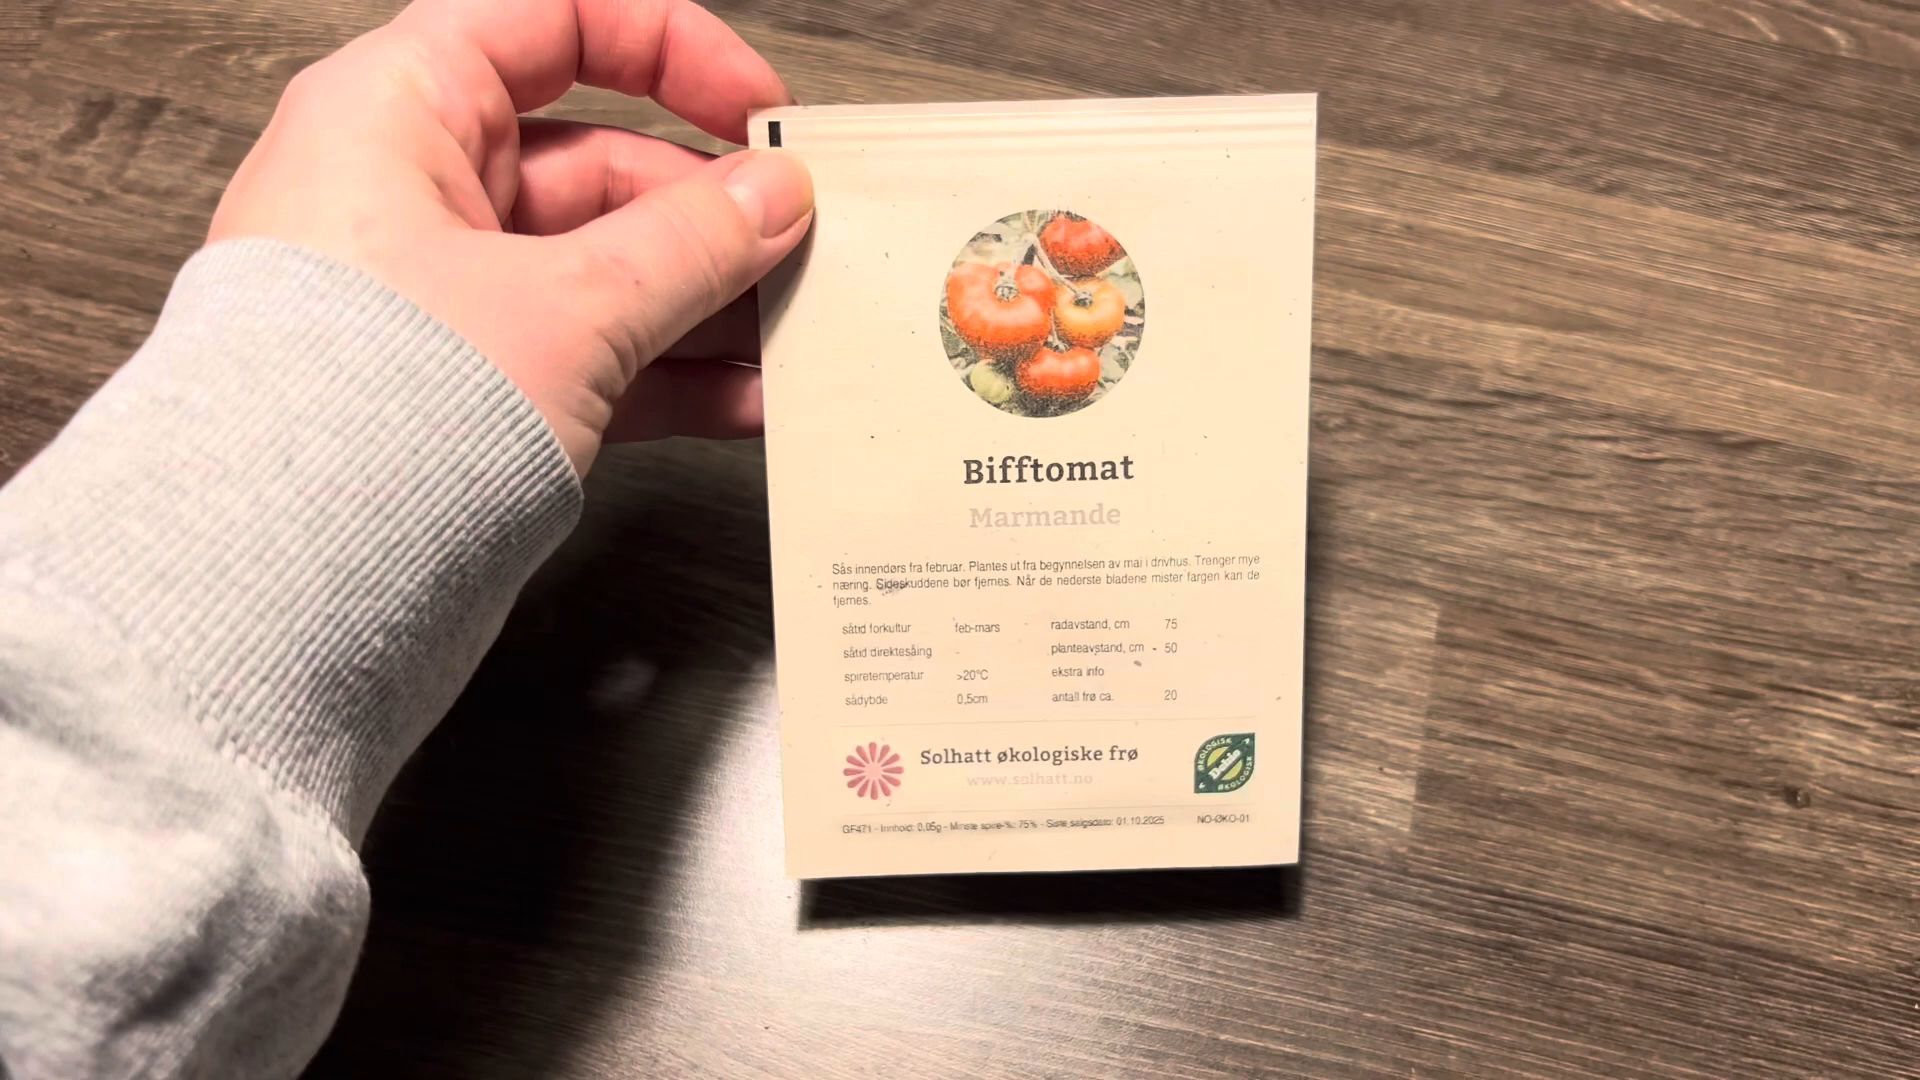 Bifftomat
Marmande
Sås innendørs fra februar. Plantes ut fra begynnelsen av mai i drivhus. Trenger mye
næring. Sideskuddene bør fjernes. Når de nederste bladene mister fargen kan de
fjernes.
såtid forkultur feb-mars radavstand, cm 75
såtid direktesåing - planteavstand, cm - 50
spiretemperatur >20°C ekstra info
sådybde 0,5cm antall frø ca. 20
Solhatt økologiske frø
www.solhatt.no
ØKOLOGISK
Debio
ØKOLOGISK
GF471 - Innhold: 0,05g - Minste spire-%: 75% - Siste salgsdato: 01.10.2025 NO-ØKO-01